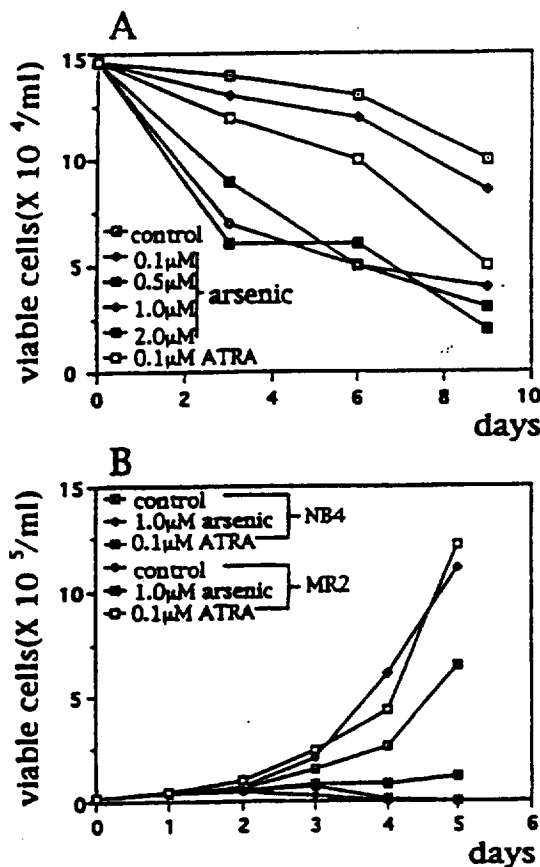 A
viable cells(X 10 4/ml)
15
10
5
0
control
0.1μM
0.5μM
1.0μM
2.0μM
arsenic
0.1μM ATRA
0 2 4 6 8 10
days
B
viable cells(X 10 5/ml)
15
10
5
0
control
1.0μM arsenic
0.1μM ATRA
NB4
control
1.0μM arsenic
0.1μM ATRA
MR2
0 1 2 3 4 5 6
days